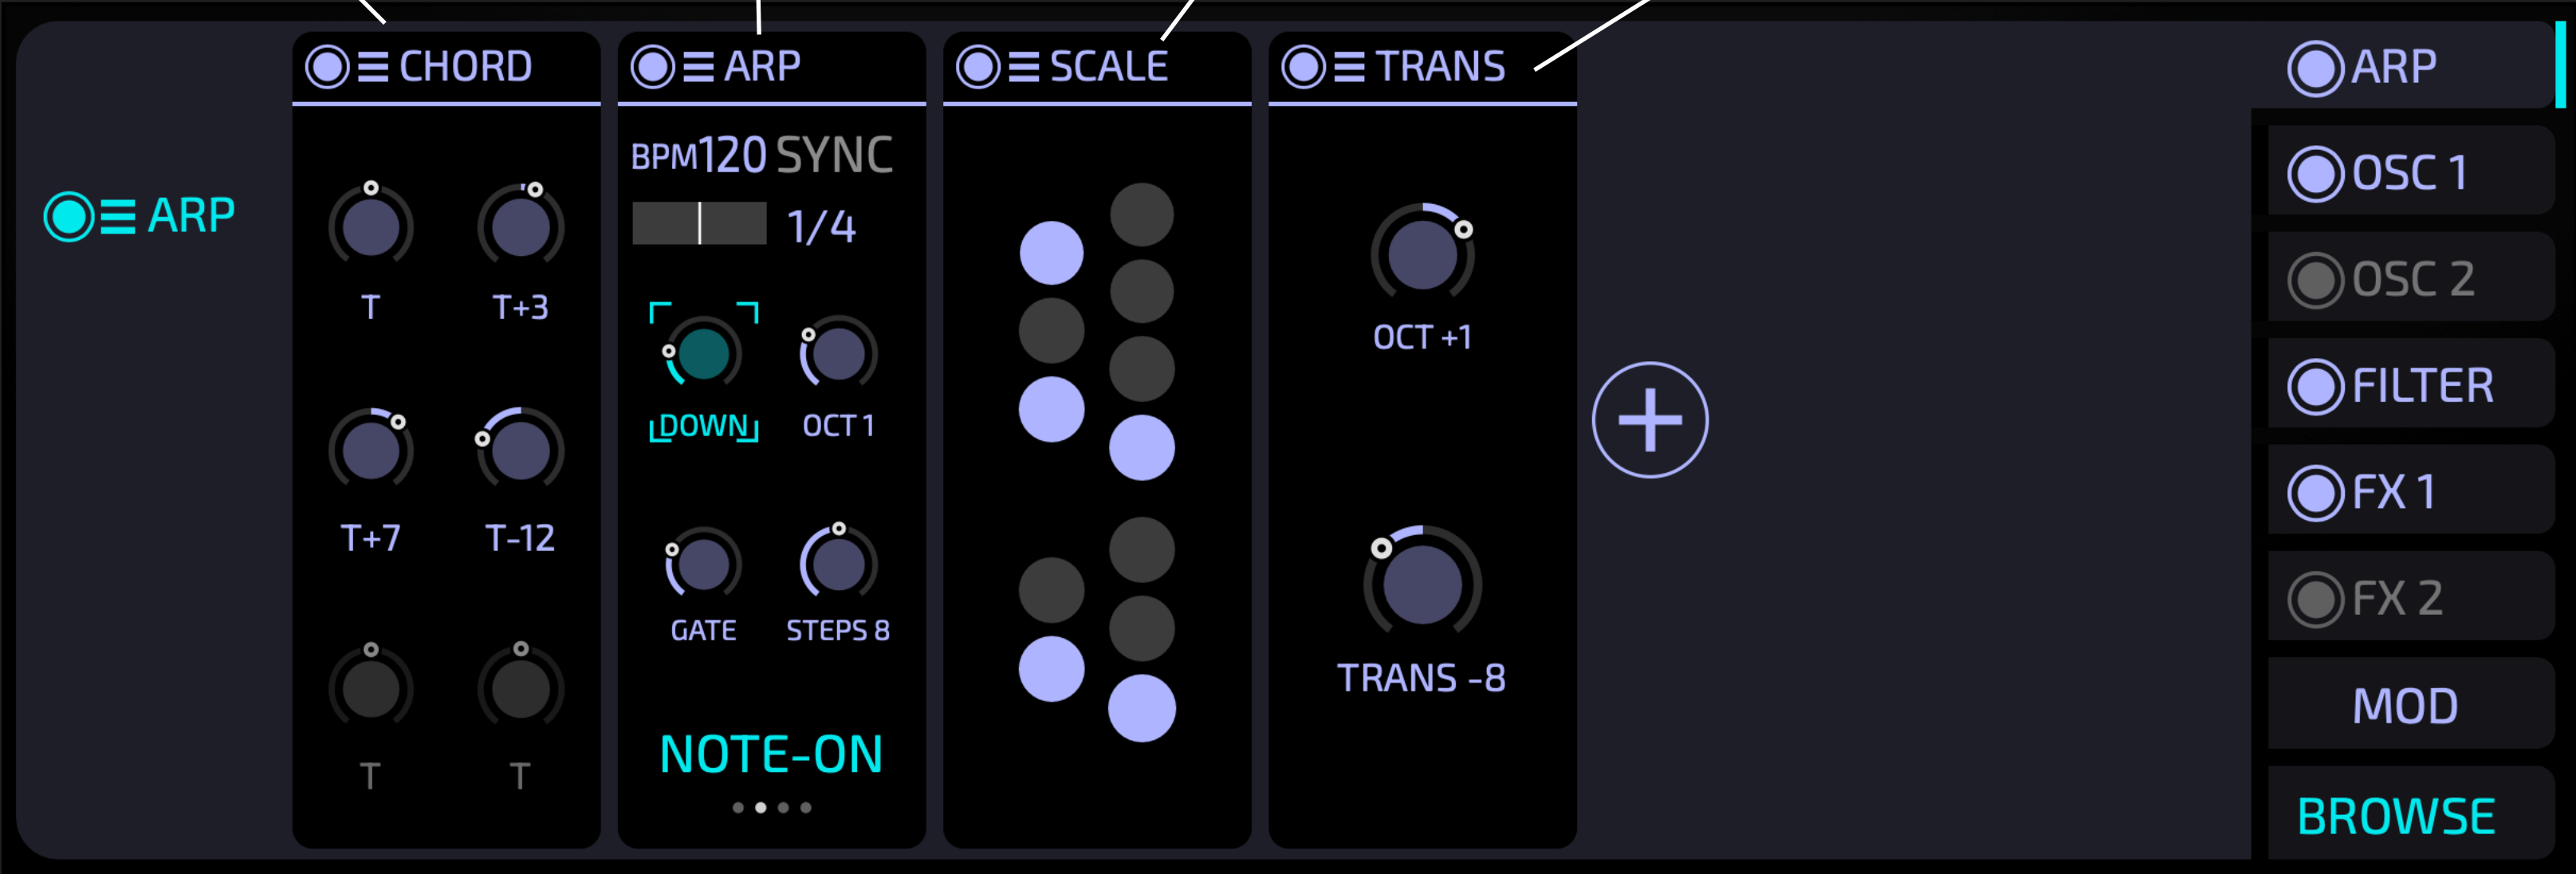 ARP
CHORD
T
T+3
T+7
T-12
T
T
ARP
BPM120 SYNC
1/4
DOWN
OCT 1
GATE
STEPS 8
NOTE-ON
SCALE
TRANS
OCT +1
TRANS -8
ARP
OSC 1
OSC 2
FILTER
FX 1
FX 2
MOD
BROWSE